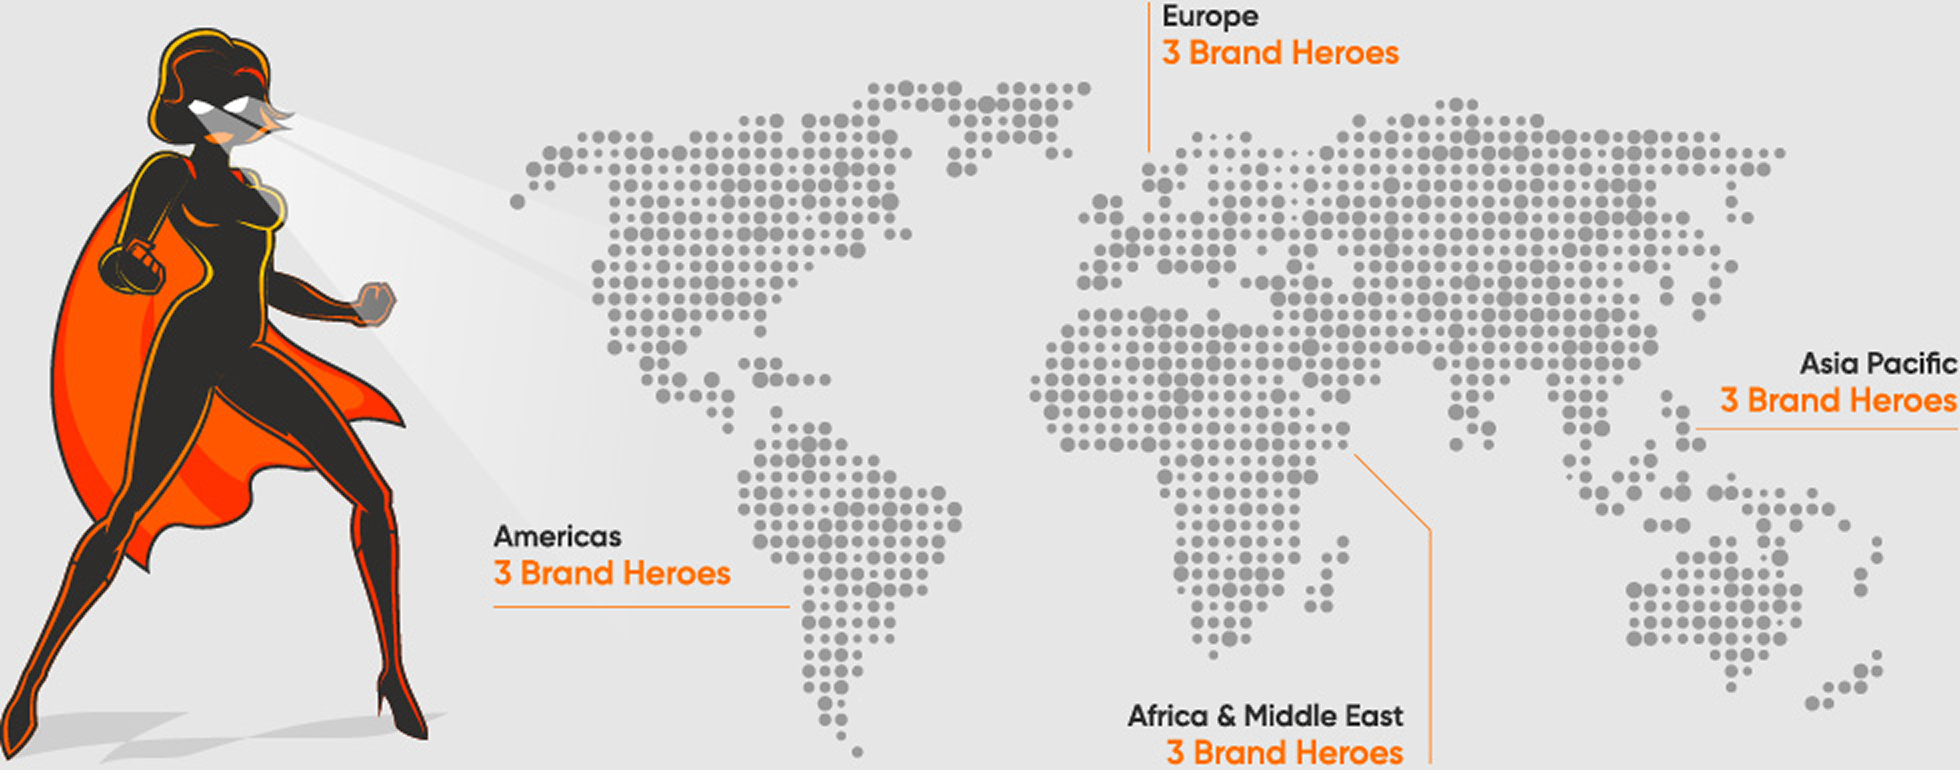 Europe
3 Brand Heroes
Asia Pacific
3 Brand Heroes
Americas
3 Brand Heroes
Africa & Middle East
3 Brand Heroes